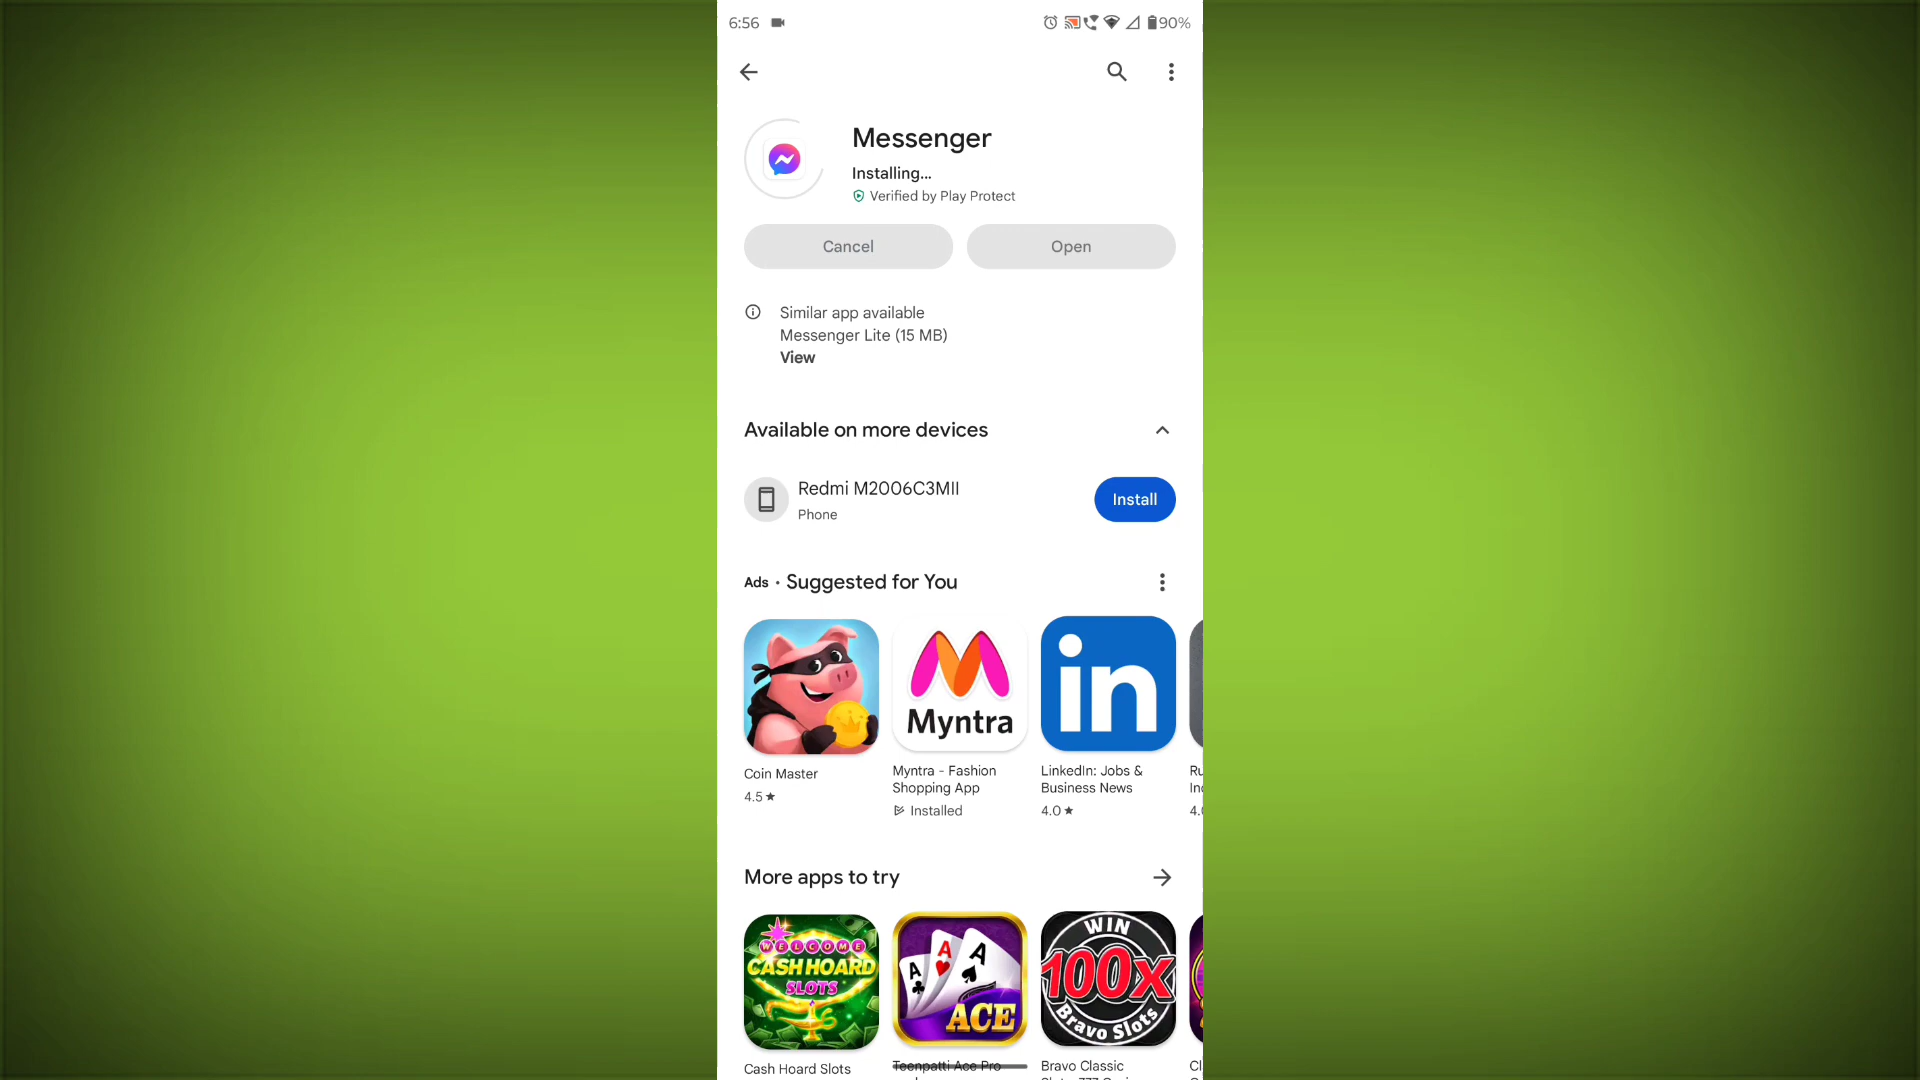 6:56
90%
Messenger
Installing...
Verified by Play Protect
Cancel
Open
Similar app available
Messenger Lite (15 MB)
View
Available on more devices
Redmi M2006C3MII
Phone
Install
Ads • Suggested for You
Myntra
in
Coin Master
4.5 ★
Myntra - Fashion
Shopping App
Installed
LinkedIn: Jobs &
Business News
4.0 ★
More apps to try
WELCOME
CASH HOARD
SLOTS
A A A
ACE
WIN
100X
Bravo Slots
Cash Hoard Slots
Teenpatti Ace Pro
Bravo Classic